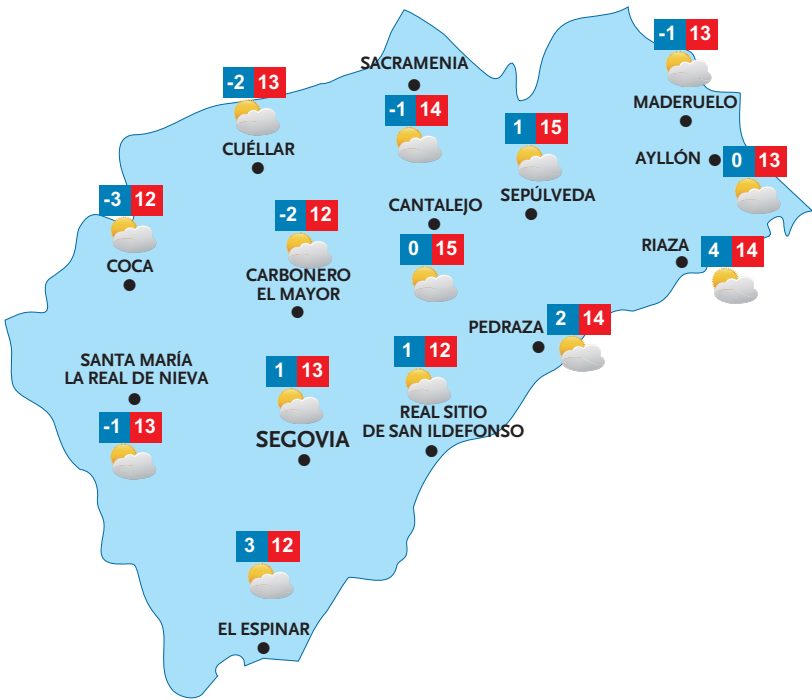 -1 13
MADERUELO
SACRAMENIA
-1 14
-2 13
CUÉLLAR
1 15
SEPÚLVEDA
AYLLÓN
0 13
-3 12
COCA
-2 12
CARBONERO
EL MAYOR
CANTALEJO
0 15
RIAZA
4 14
PEDRAZA
2 14
SANTA MARÍA
LA REAL DE NIEVA
-1 13
1 13
SEGOVIA
1 12
REAL SITIO
DE SAN ILDEFONSO
3 12
EL ESPINAR